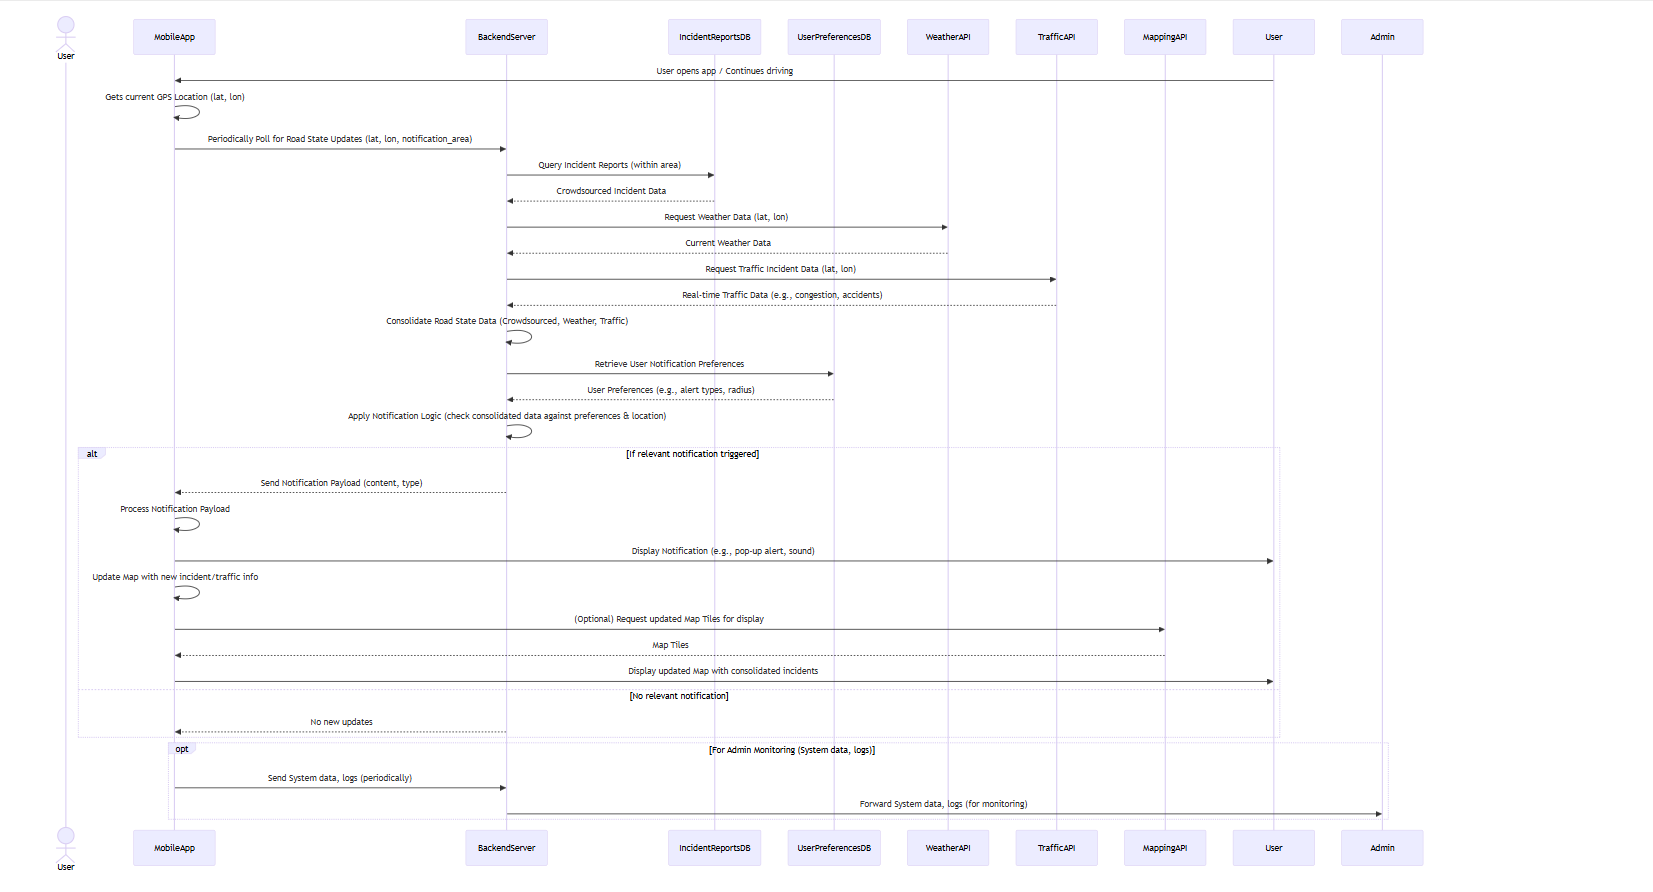 User
MobileApp
BackendServer
IncidentReportsDB
UserPreferencesDB
WeatherAPI
TrafficAPI
MappingAPI
User
Admin
User opens app / Continues driving
Gets current GPS Location (lat, lon)
Periodically Poll for Road State Updates (lat, lon, notification_area)
Query Incident Reports (within area)
Crowdsourced Incident Data
Request Weather Data (lat, lon)
Current Weather Data
Request Traffic Incident Data (lat, lon)
Real-time Traffic Data (e.g., congestion, accidents)
Consolidate Road State Data (Crowdsourced, Weather, Traffic)
Retrieve User Notification Preferences
User Preferences (e.g., alert types, radius)
Apply Notification Logic (check consolidated data against preferences & location)
alt
[If relevant notification triggered]
Send Notification Payload (content, type)
Process Notification Payload
Display Notification (e.g., pop-up alert, sound)
Update Map with new incident/traffic info
(Optional) Request updated Map Tiles for display
Map Tiles
Display updated Map with consolidated incidents
[No relevant notification]
No new updates
opt
[For Admin Monitoring (System data, logs)]
Send System data, logs (periodically)
Forward System data, logs (for monitoring)
User
MobileApp
BackendServer
IncidentReportsDB
UserPreferencesDB
WeatherAPI
TrafficAPI
MappingAPI
User
Admin